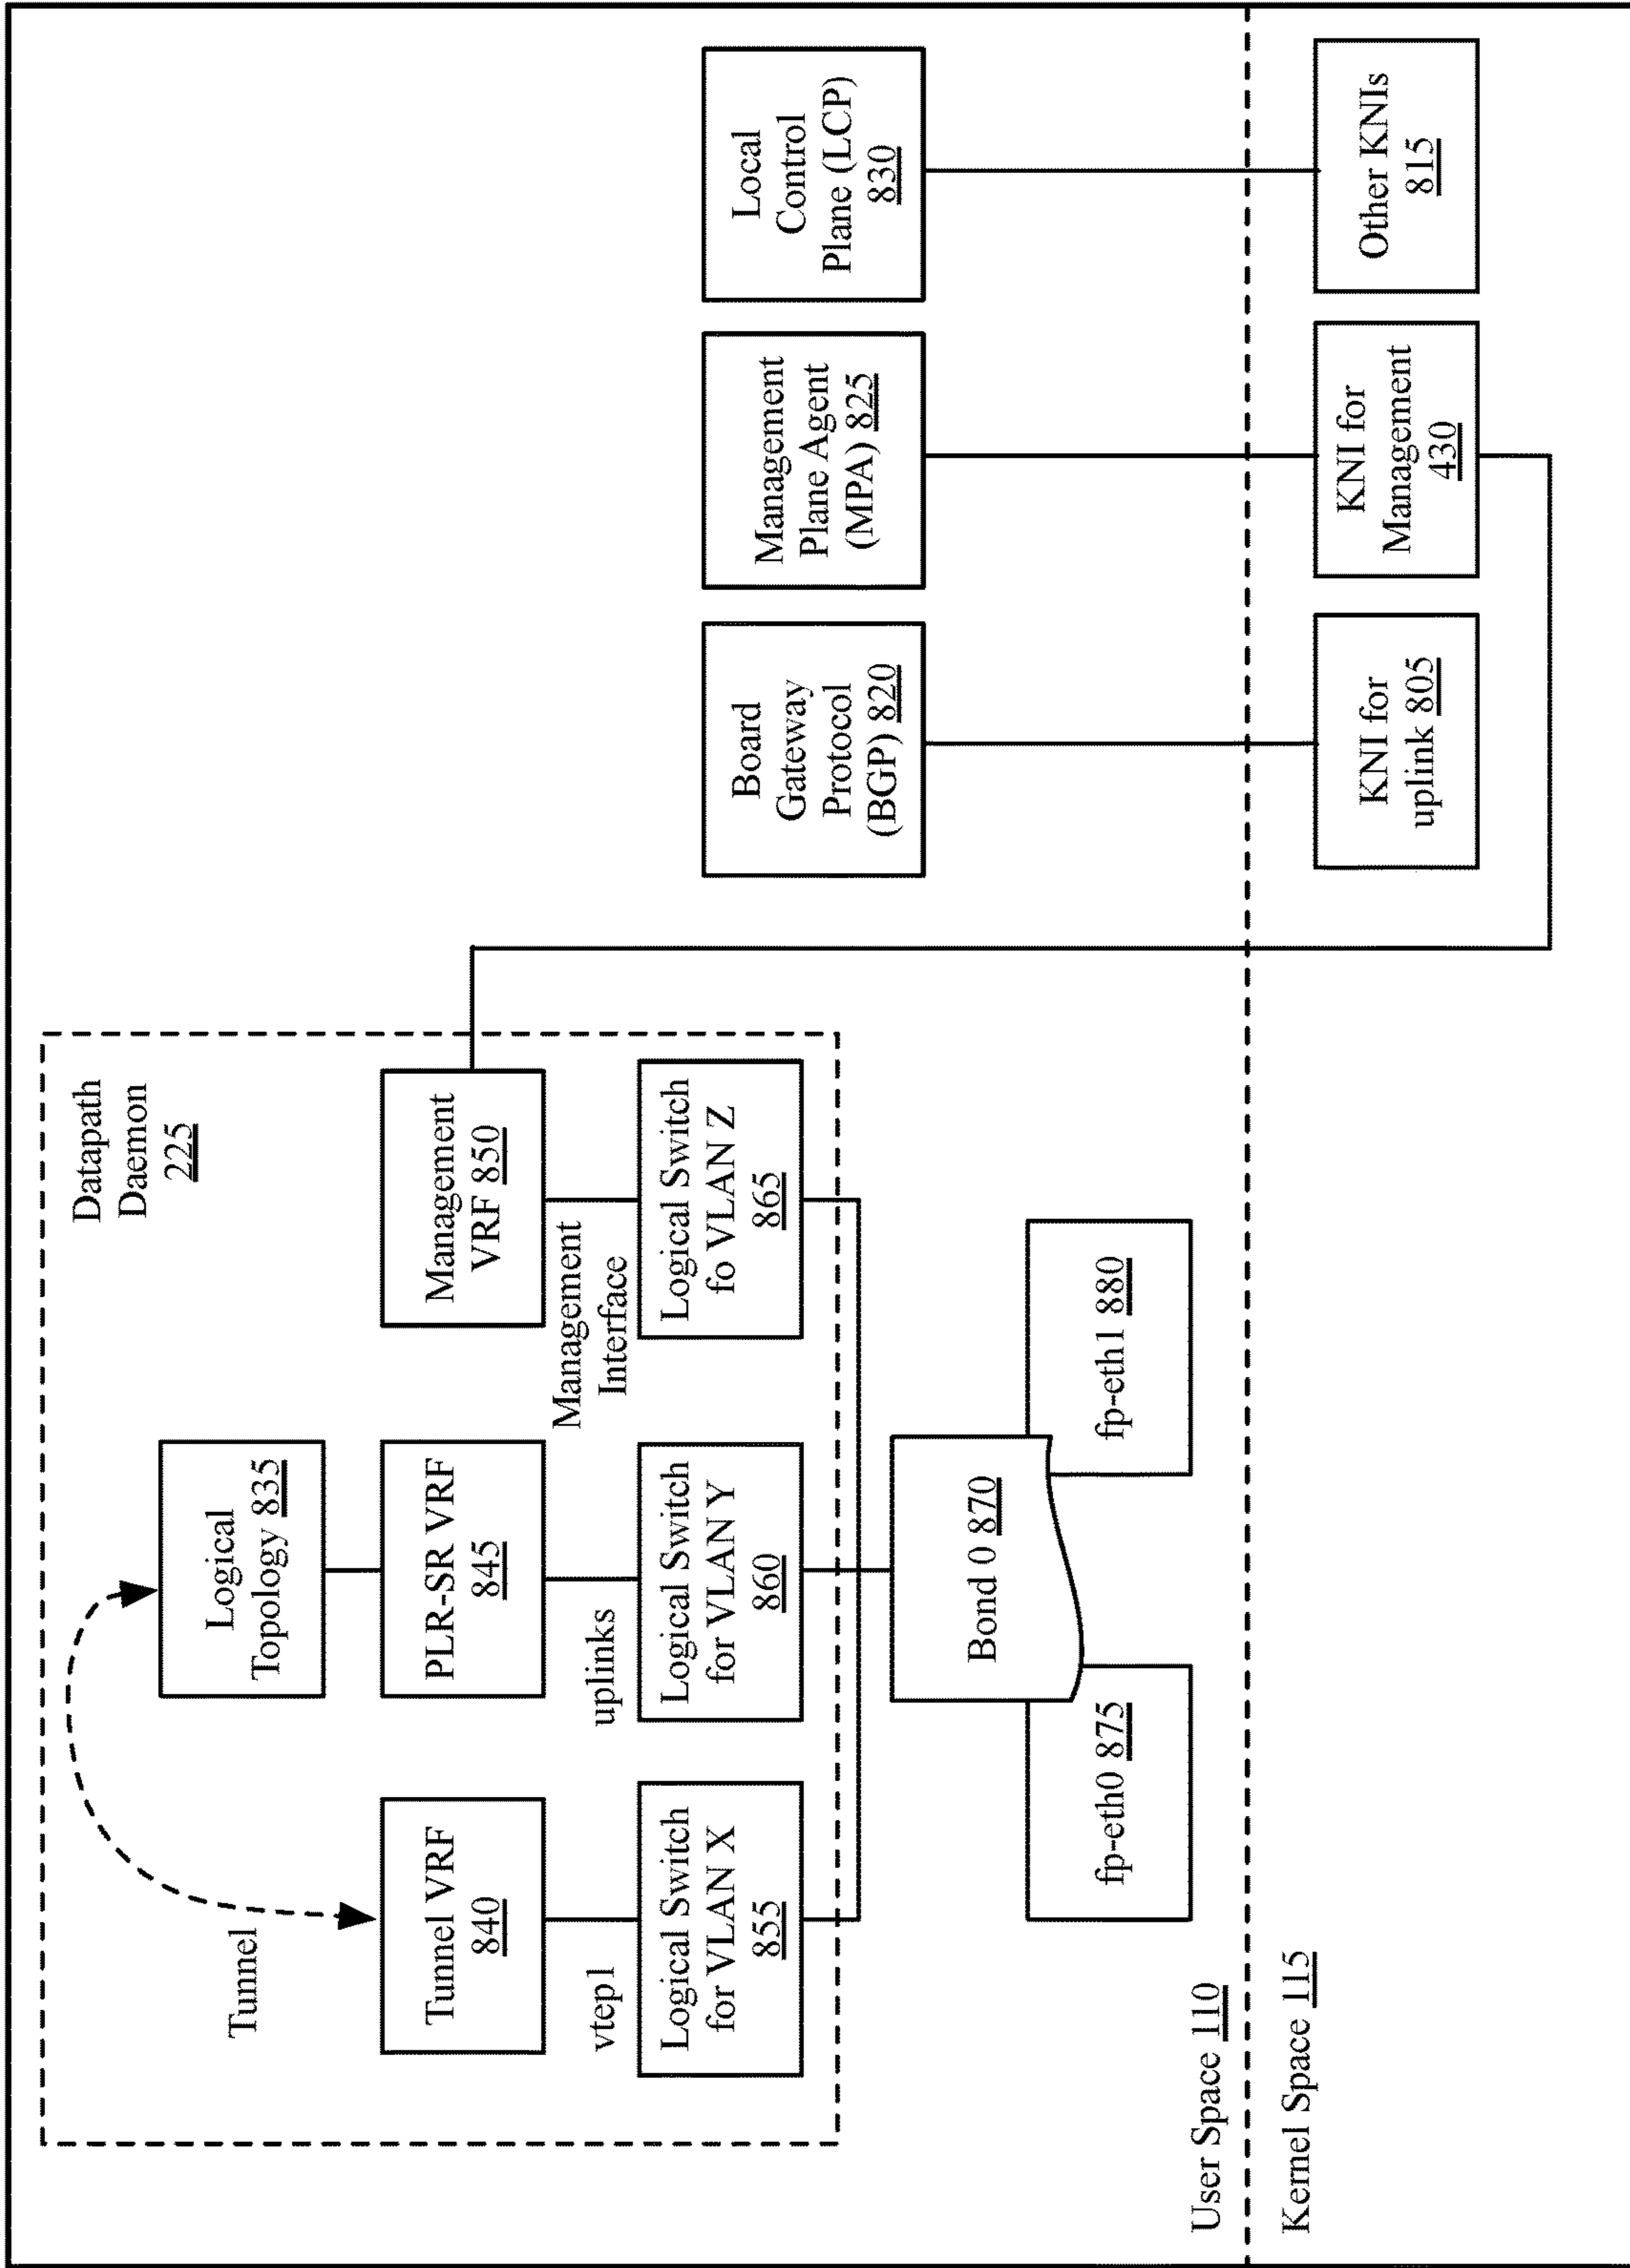 Datapath
Daemon
225
Tunnel
Logical
Topology 835
Tunnel VRF
840
PLR-SR VRF
845
Management
VRF 850
vtep1
uplinks
Management
Interface
Logical Switch
for VLAN X
855
Logical Switch
for VLAN Y
860
Logical Switch
fo VLAN Z
865
Board
Gateway
Protocol
(BGP) 820
Management
Plane Agent
(MPA) 825
Local
Control
Plane (LCP)
830
Bond 0 870
fp-eth0 875
fp-eth1 880
User Space 110
Kernel Space 115
KNI for
uplink 805
KNI for
Management
430
Other KNIs
815